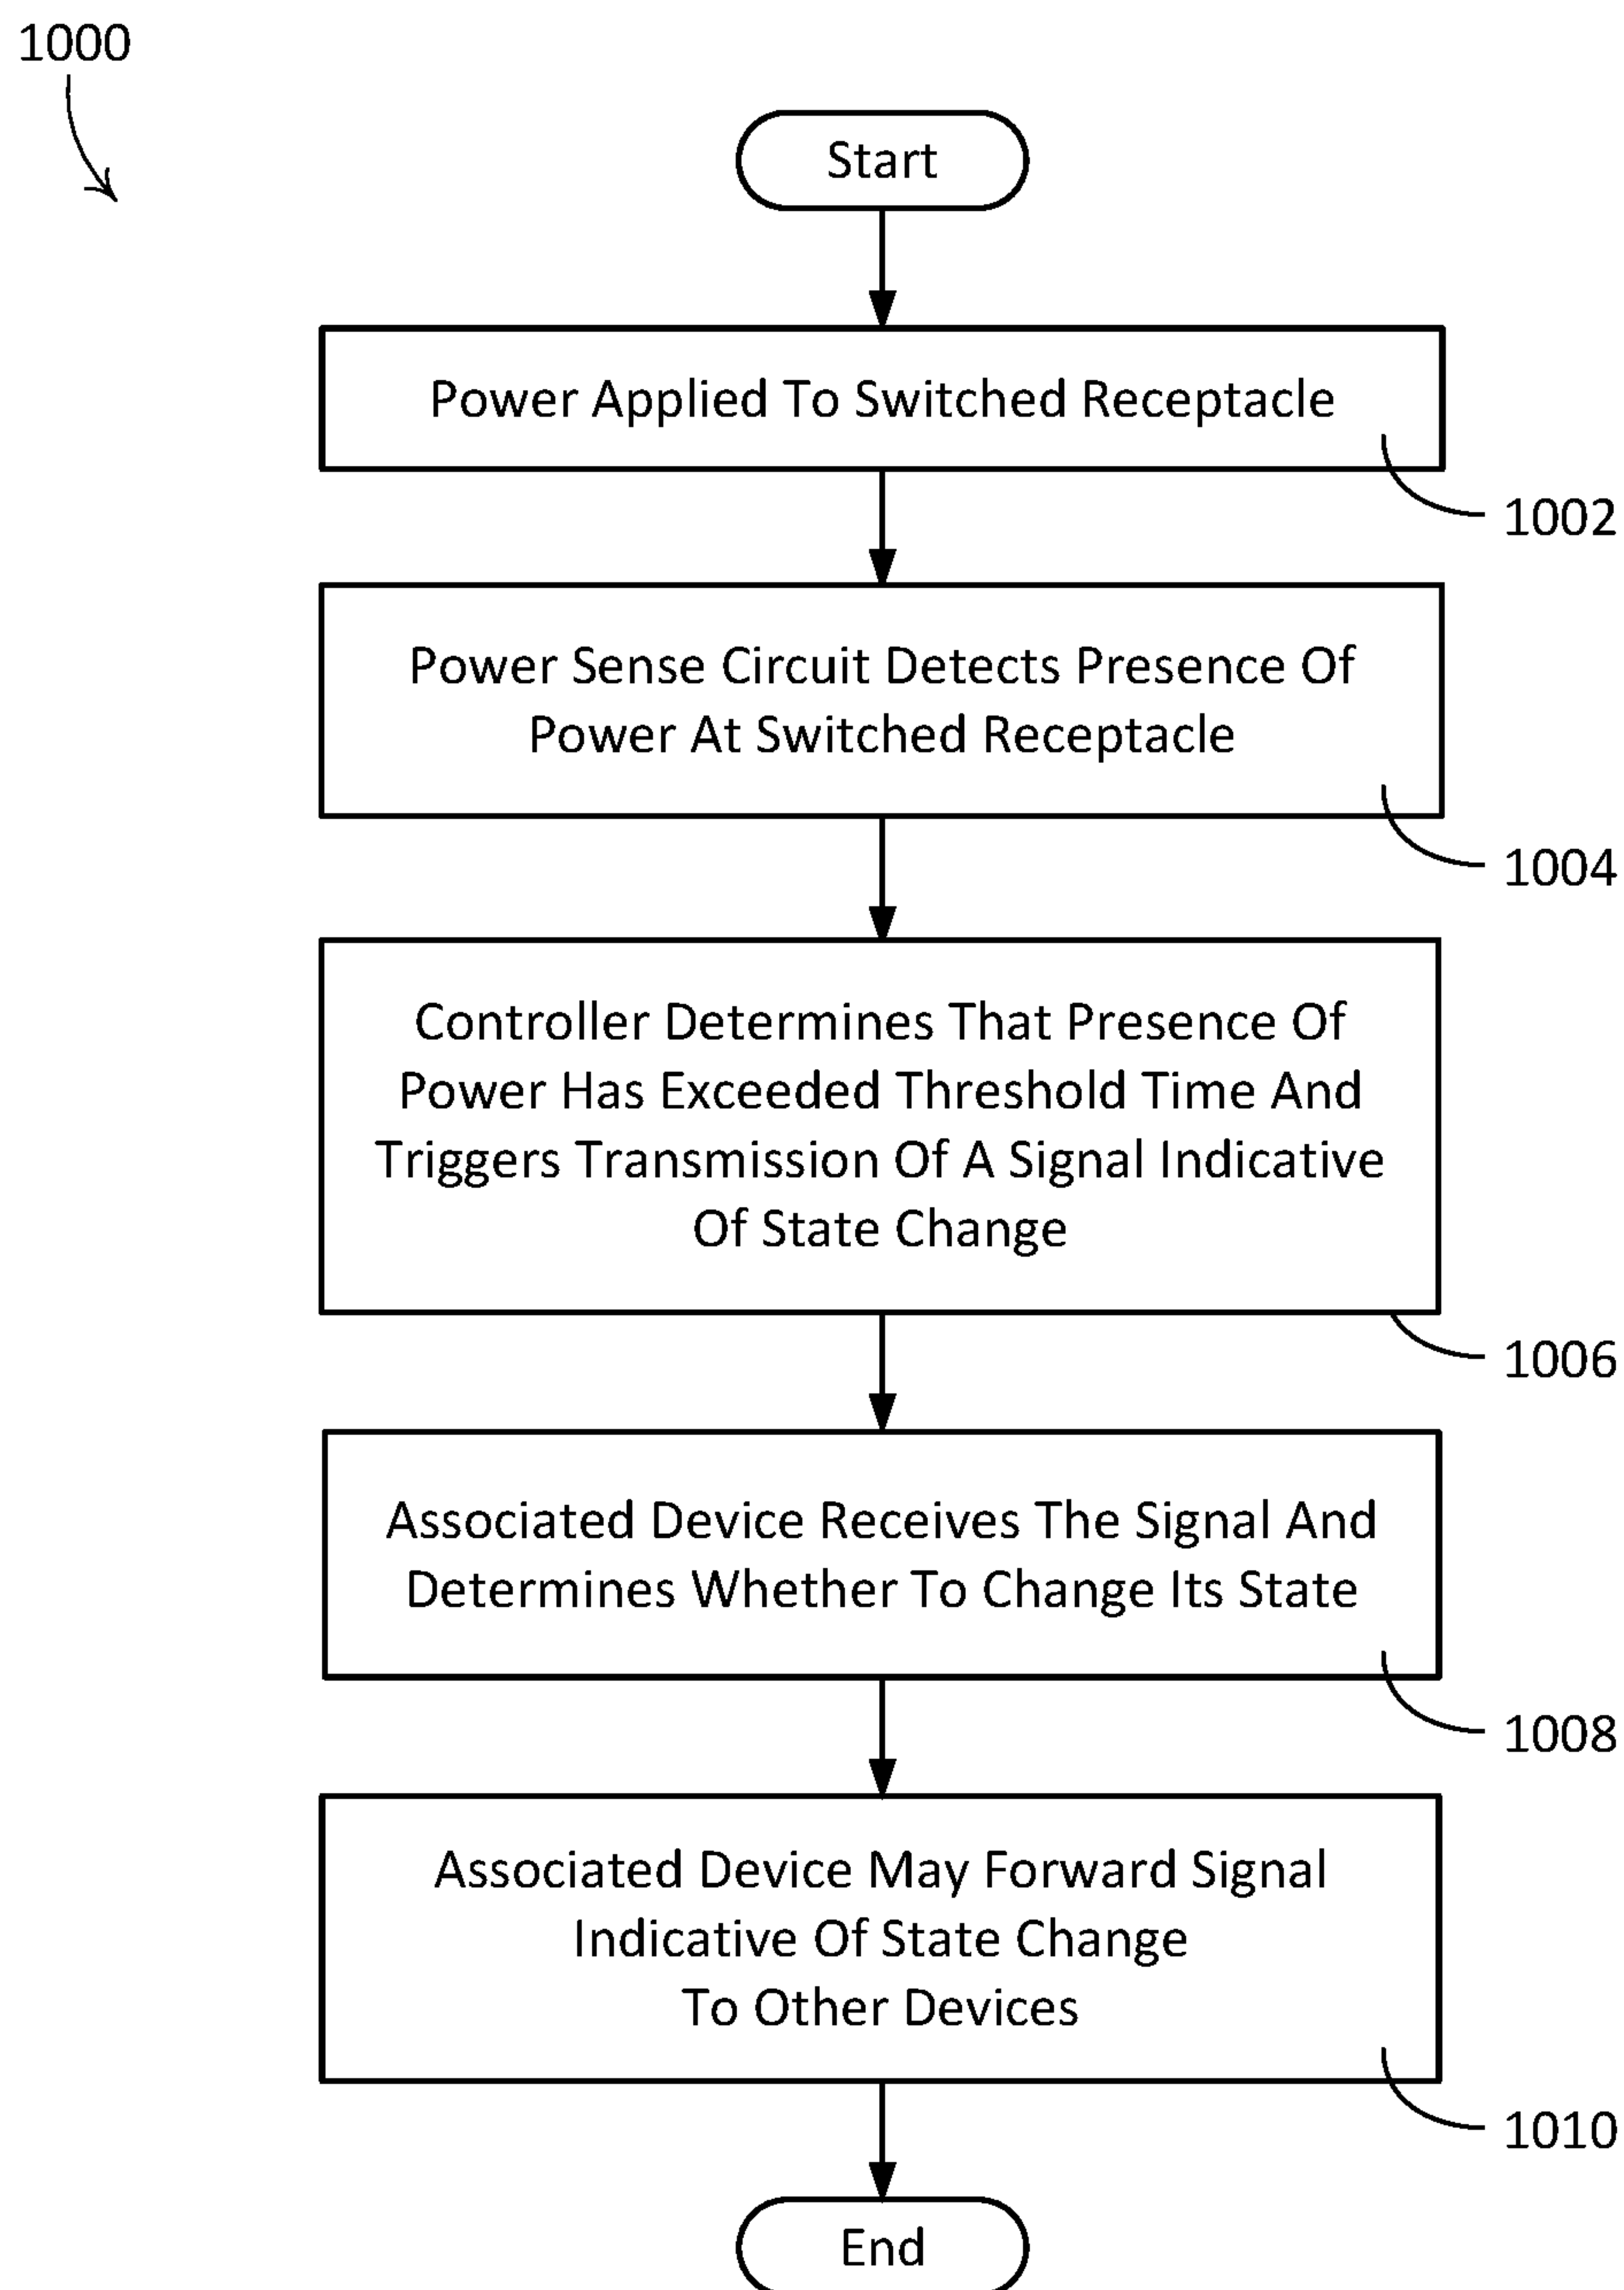 1000
Start
Power Applied To Switched Receptacle
1002
Power Sense Circuit Detects Presence Of
Power At Switched Receptacle
1004
Controller Determines That Presence Of
Power Has Exceeded Threshold Time And
Triggers Transmission Of A Signal Indicative
Of State Change
1006
Associated Device Receives The Signal And
Determines Whether To Change Its State
1008
Associated Device May Forward Signal
Indicative Of State Change
To Other Devices
1010
End